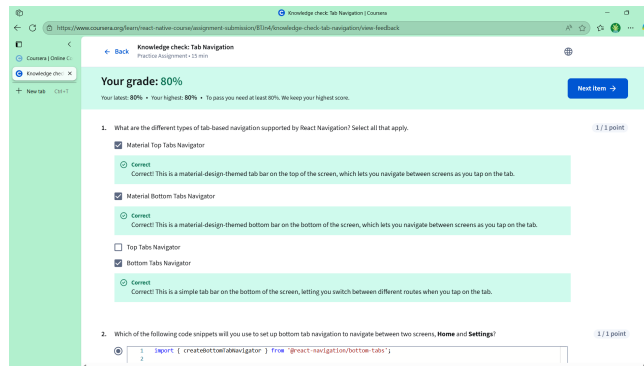 Knowledge check: Tab Navigation | Coursera
https://www.coursera.org/learn/react-native-course/assignment-submission/
/knowledge-check-tab-navigation/view-feedback
Coursera | Online C
Knowledge chec
New tab Ctrl+T
Back
Knowledge check: Tab Navigation
Practice Assignment • 15 min
Your grade: 80%
Your latest: 80% • Your highest: 80% • To pass you need at least 80%. We keep your highest score.
Next item →
1. What are the different types of tab-based navigation supported by React Navigation? Select all that apply.
1 / 1 point
Material Top Tabs Navigator
Correct
Correct! This is a material-design-themed tab bar on the top of the screen, which lets you navigate between screens as you tap on the tab.
Material Bottom Tabs Navigator
Correct
Correct! This is a material-design-themed bottom bar on the bottom of the screen, which lets you navigate between screens as you tap on the tab.
Top Tabs Navigator
Bottom Tabs Navigator
Correct
Correct! This is a simple tab bar on the bottom of the screen, letting you switch between different routes when you tap on the tab.
2. Which of the following code snippets will you use to set up bottom tab navigation to navigate between two screens, Home and Settings?
1 / 1 point
1 import { createBottomTabNavigator } from '@react-navigation/bottom-tabs';
2